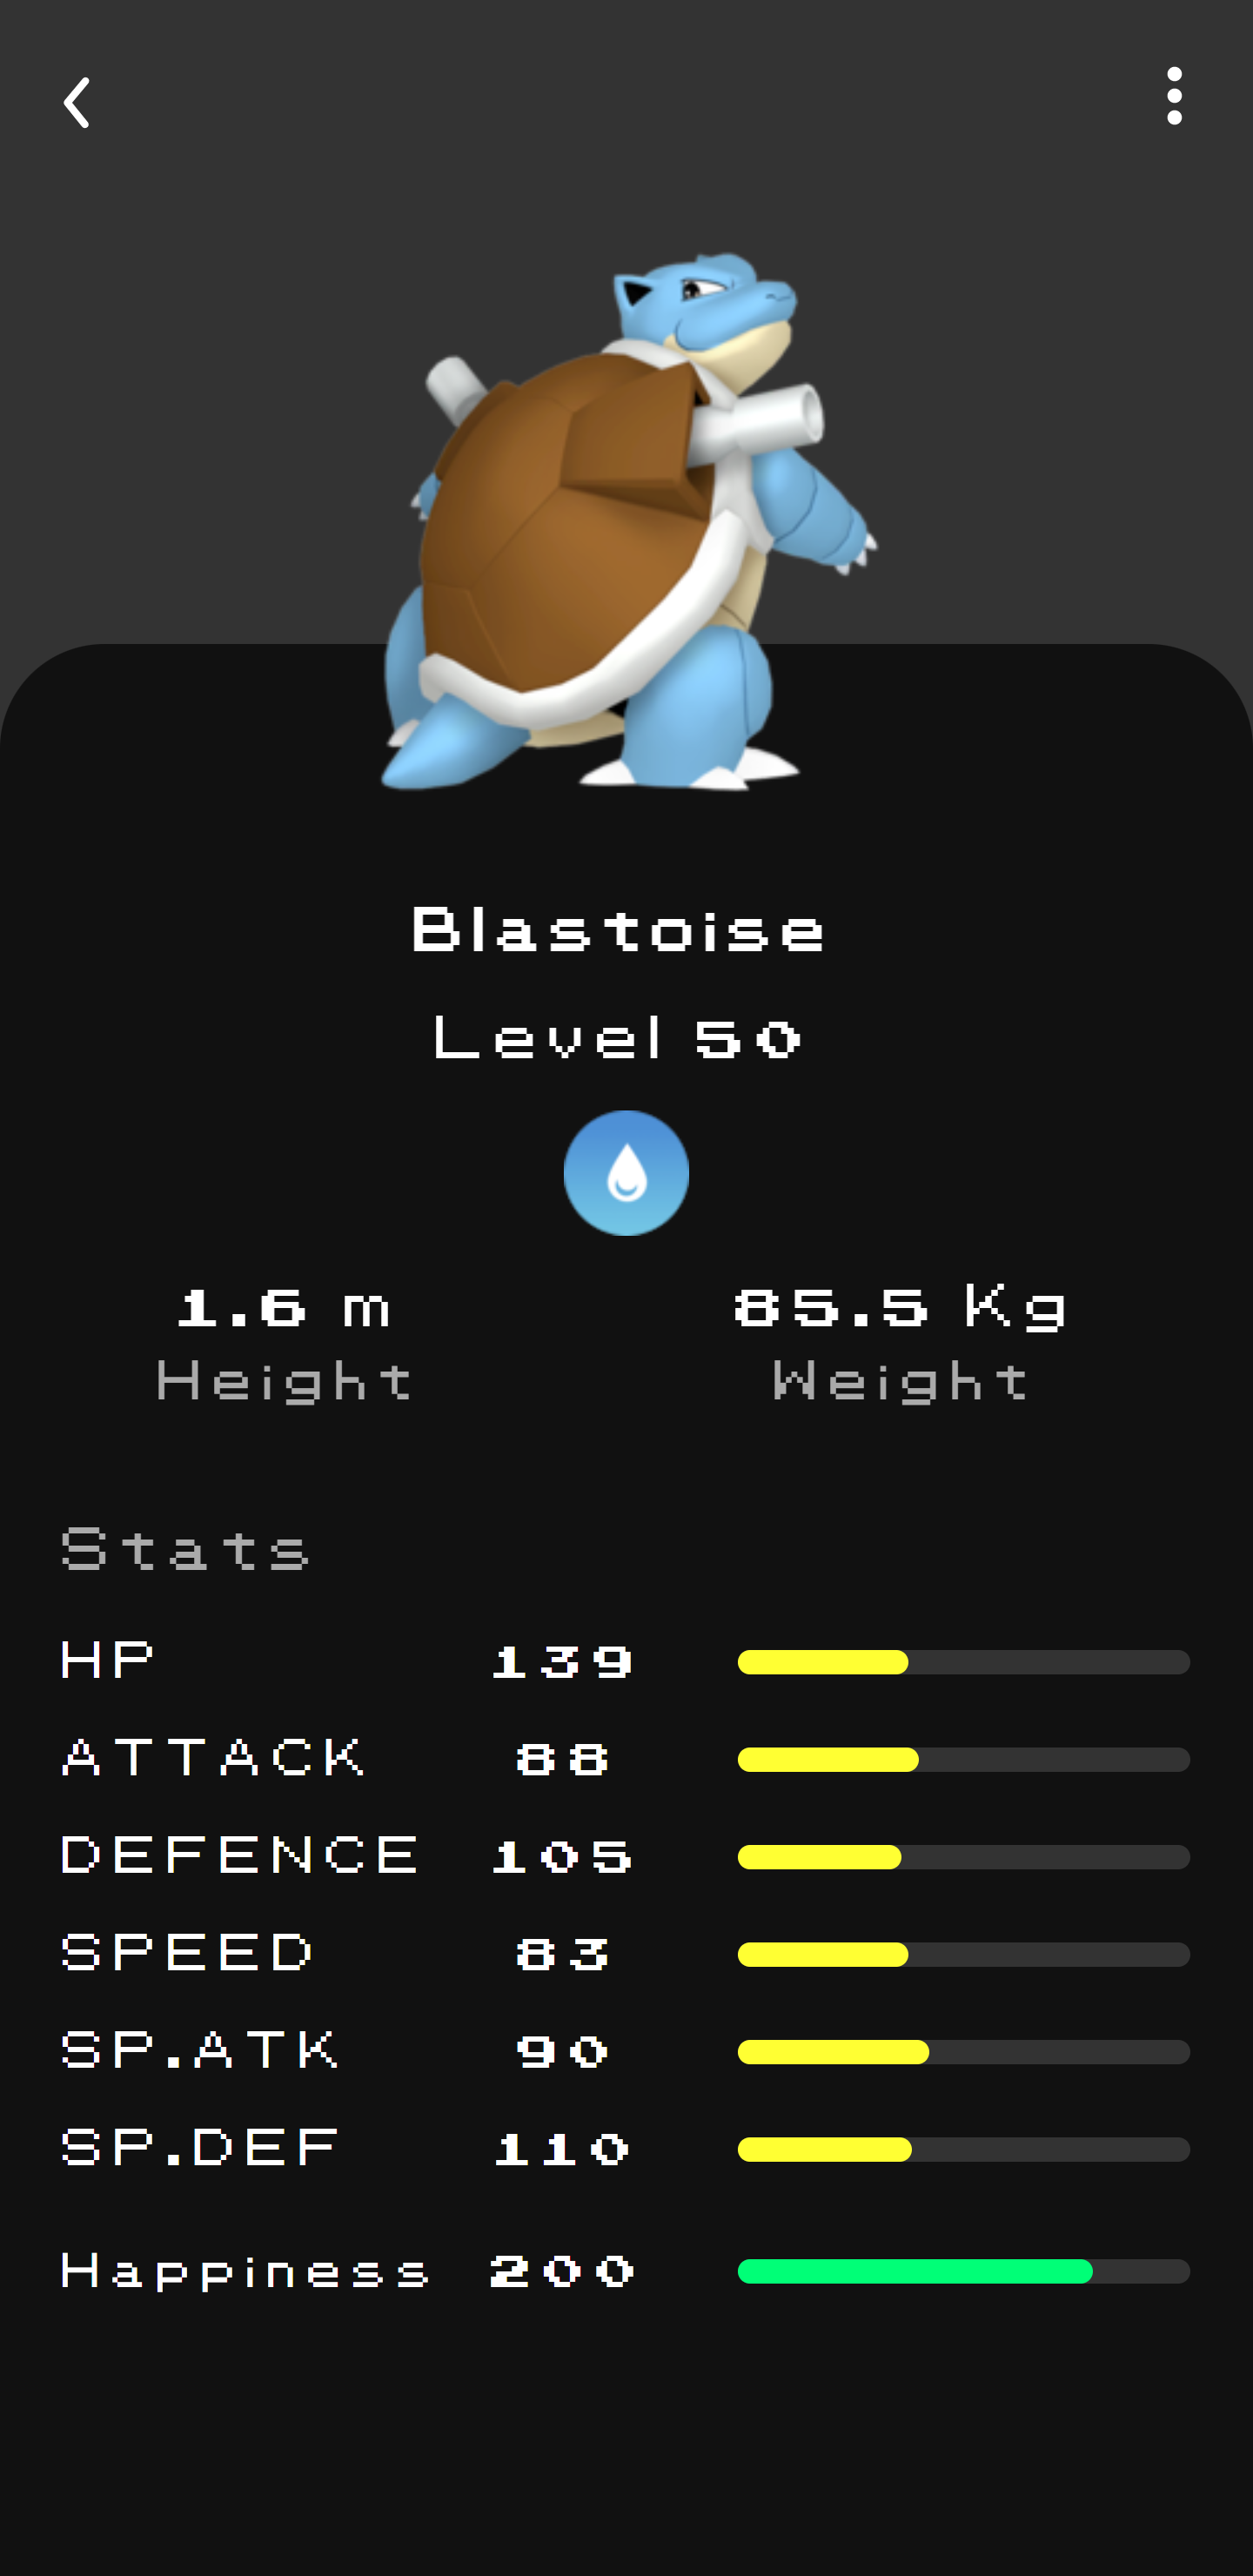 Blastoise
Level 50
1.6 m 85.5 Kg
Height Weight
Stats
HP 139
ATTACK 88
DEFENCE 105
SPEED 83
SP.ATK 90
SP.DEF 110
Happiness 200